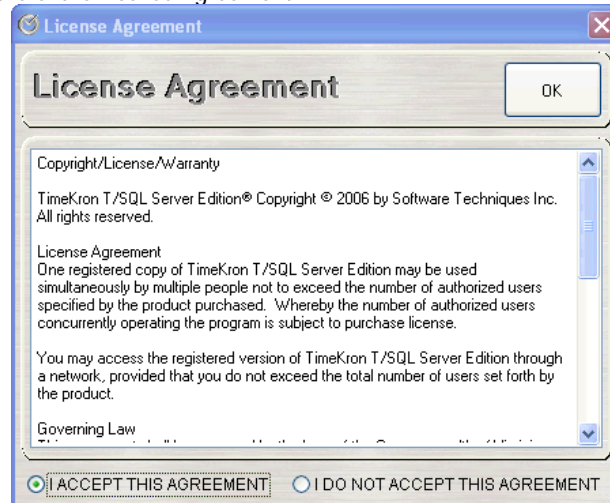 License Agreement
License Agreement
OK
Copyright/License/Warranty
TimeKron T/SQL Server Edition® Copyright © 2006 by Software Techniques Inc.
All rights reserved.
License Agreement
One registered copy of TimeKron T/SQL Server Edition may be used
simultaneously by multiple people not to exceed the number of authorized users
specified by the product purchased. Whereby the number of authorized users
concurrently operating the program is subject to purchase license.
You may access the registered version of TimeKron T/SQL Server Edition through
a network, provided that you do not exceed the total number of users set forth by
the product.
Governing Law
I ACCEPT THIS AGREEMENT
I DO NOT ACCEPT THIS AGREEMENT